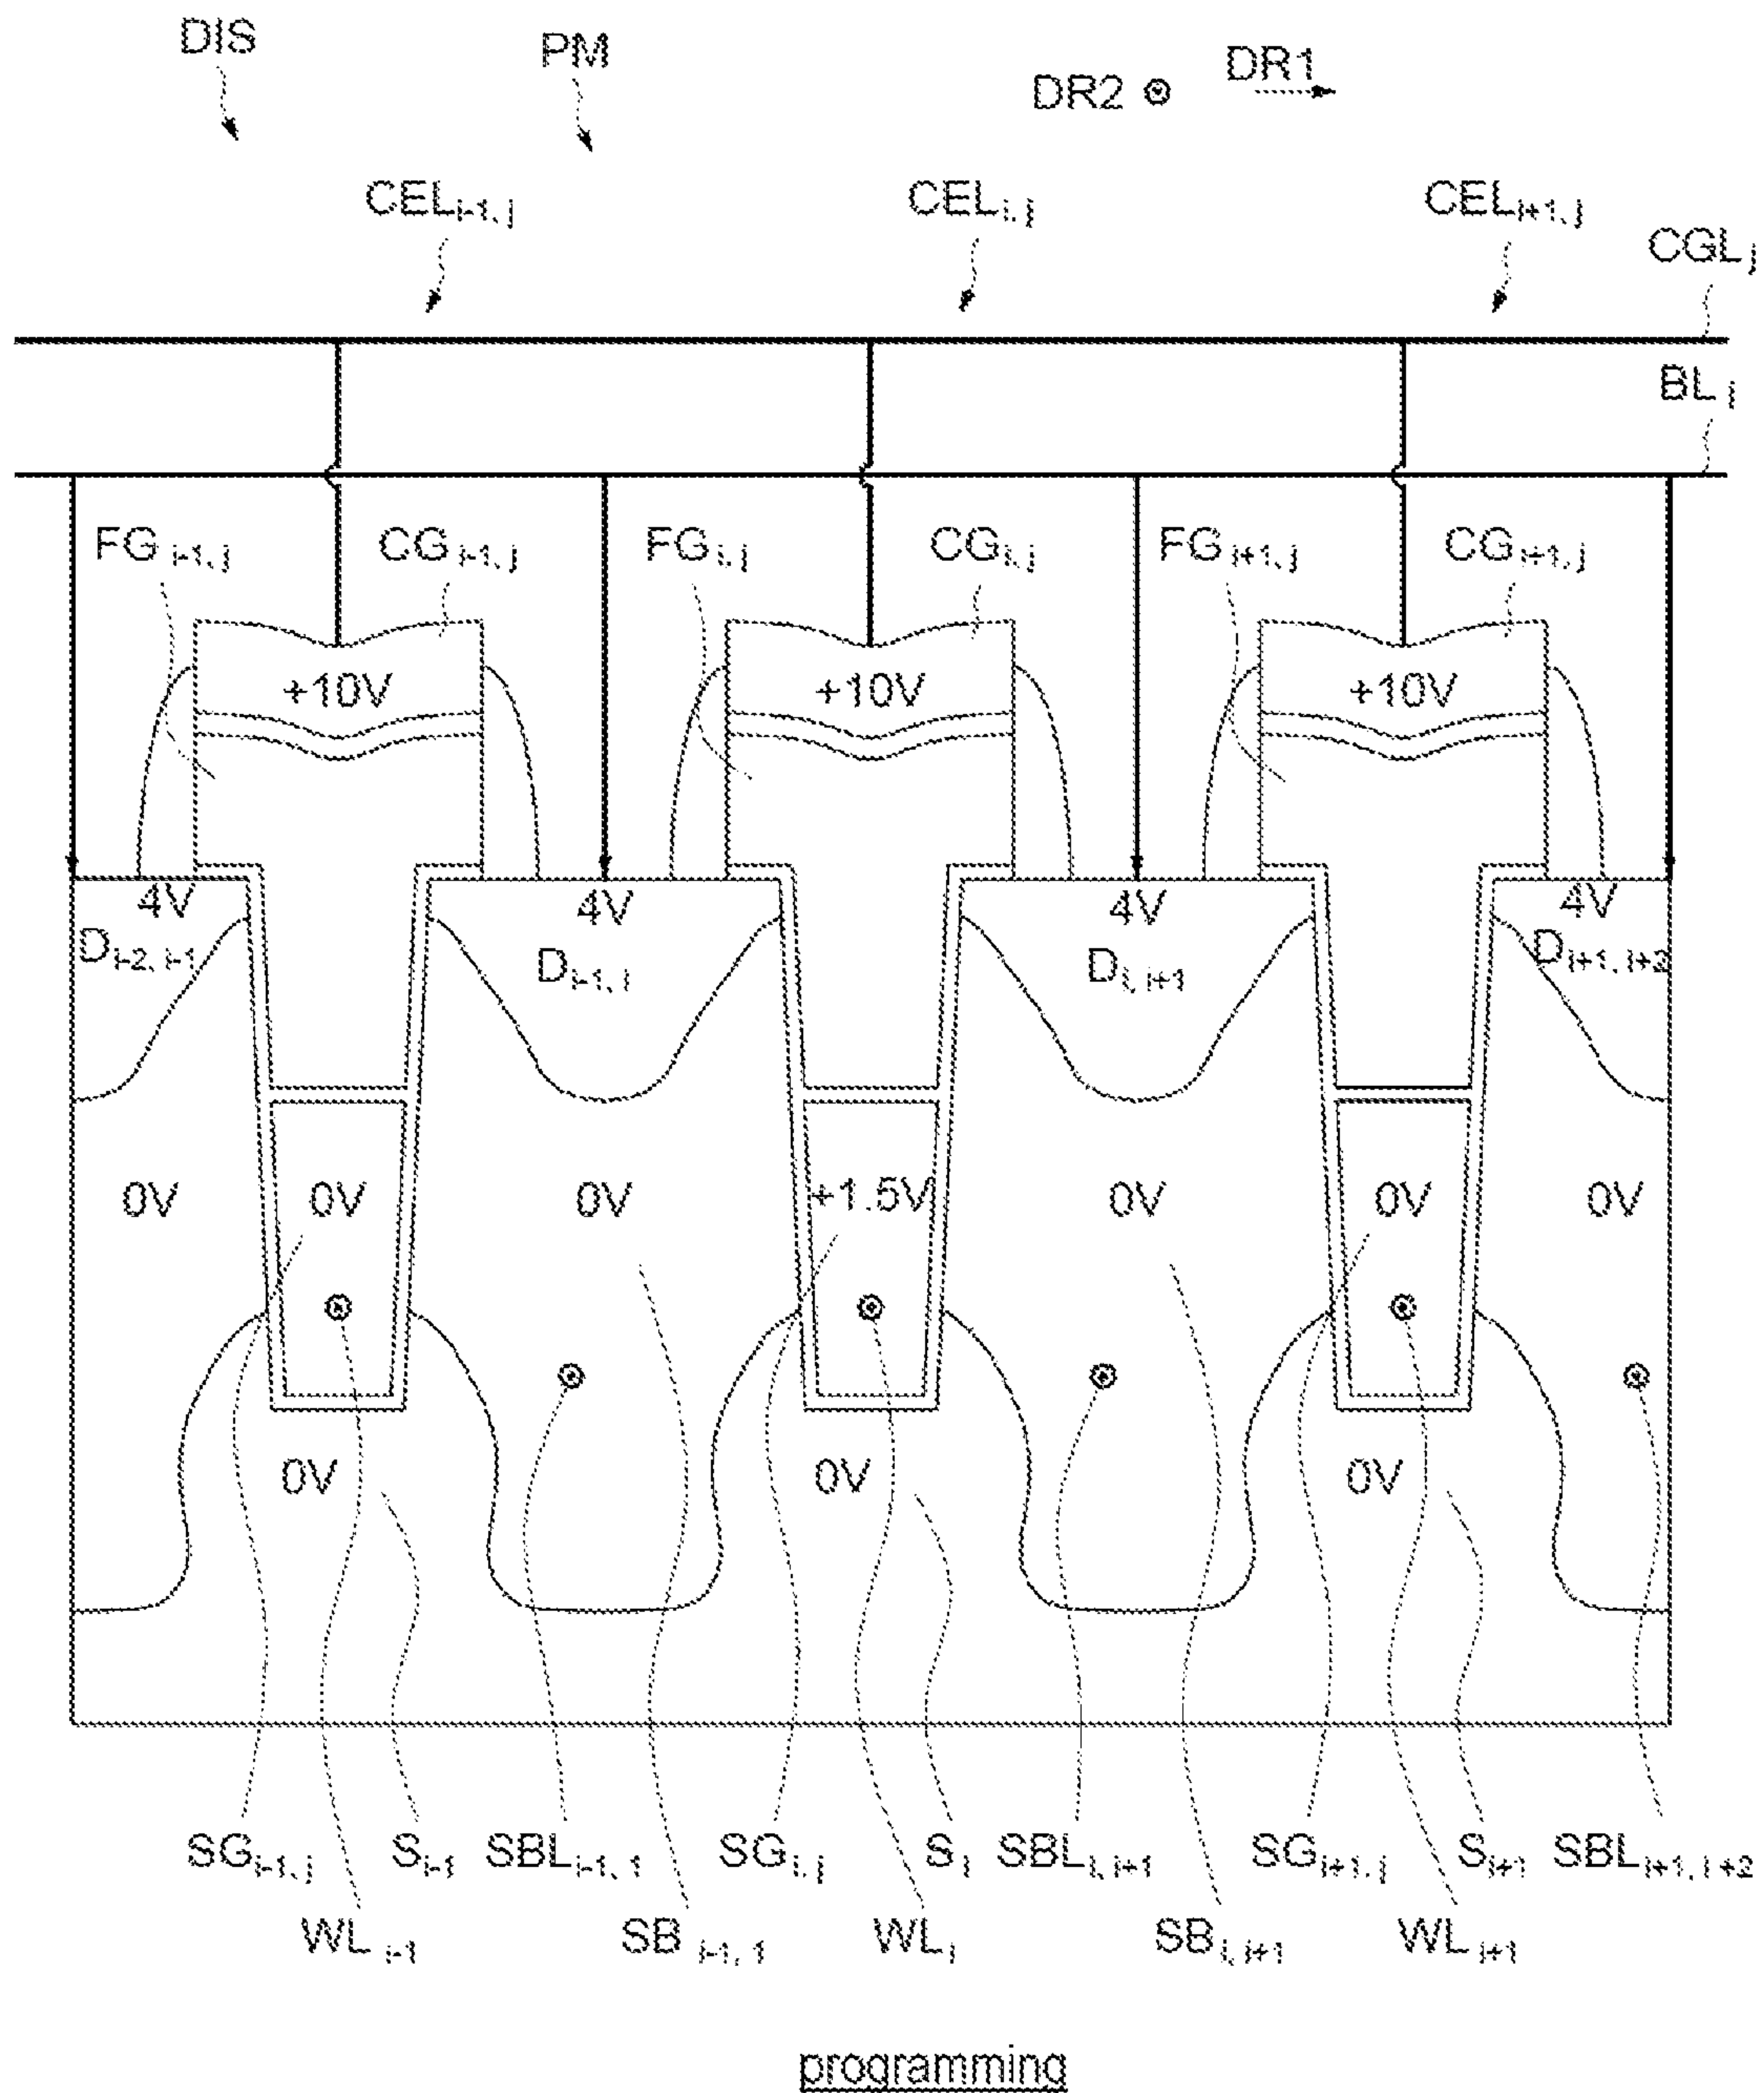 DIS PM DR2 DR1
CEL i-1, j CEL i, j CEL i+1, j
CGL j
BL j
FG i-1, j CG i-1, j FG i, j CG i, j FG i+1, j CG i+1, j
+10V +10V +10V
4V 4V 4V 4V
D i-2, i-1 D i-1, i D i, i+1 D i+1, i+2
0V 0V 0V +1.5V 0V 0V 0V
0V 0V 0V
SG i-1, j S i-1 SBL i-1, 1 SG i, j S i SBL i, i+1 SG i+1, j S i+1 SBL i+1, i+2
WL i-1 SB i-1, 1 WL i SB i, i+1 WL i+1
programming